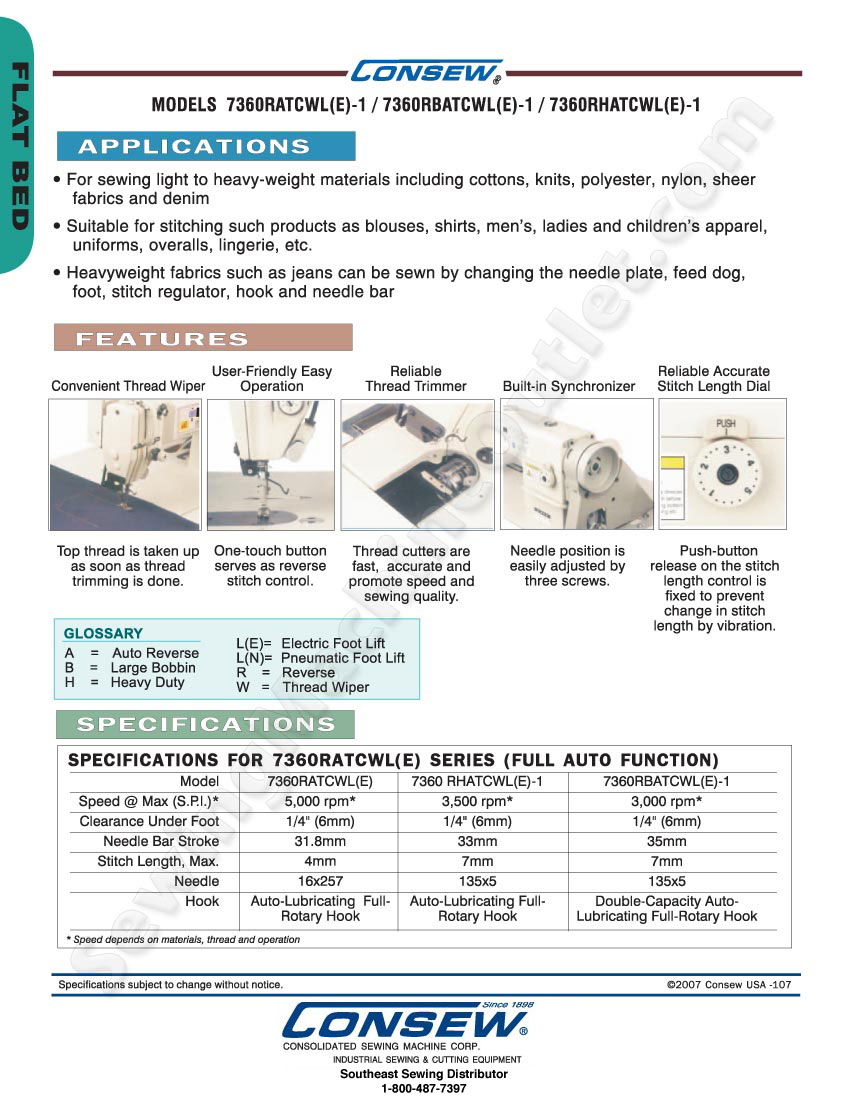 FLAT BED
CONSEW®
MODELS 7360RATCWL(E)-1 / 7360RBATCWL(E)-1 / 7360RHATCWL(E)-1
APPLICATIONS
• For sewing light to heavy-weight materials including cottons, knits, polyester, nylon, sheer
fabrics and denim
• Suitable for stitching such products as blouses, shirts, men's, ladies and children's apparel,
uniforms, overalls, lingerie, etc.
• Heavyweight fabrics such as jeans can be sewn by changing the needle plate, feed dog,
foot, stitch regulator, hook and needle bar
FEATURES
Convenient Thread Wiper
User-Friendly Easy
Operation
Reliable
Thread Trimmer
Built-in Synchronizer
Reliable Accurate
Stitch Length Dial
PUSH
1 2 3 4 5
Top thread is taken up
as soon as thread
trimming is done.
One-touch button
serves as reverse
stitch control.
Thread cutters are
fast, accurate and
promote speed and
sewing quality.
Needle position is
easily adjusted by
three screws.
Push-button
release on the stitch
length control is
fixed to prevent
change in stitch
length by vibration.
GLOSSARY
A = Auto Reverse
B = Large Bobbin
H = Heavy Duty
L(E)= Electric Foot Lift
L(N)= Pneumatic Foot Lift
R = Reverse
W = Thread Wiper
SPECIFICATIONS
SPECIFICATIONS FOR 7360RATCWL(E) SERIES (FULL AUTO FUNCTION)
Model 7360RATCWL(E) 7360 RHATCWL(E)-1 7360RBATCWL(E)-1
Speed @ Max (S.P.I.)* 5,000 rpm* 3,500 rpm* 3,000 rpm*
Clearance Under Foot 1/4" (6mm) 1/4" (6mm) 1/4" (6mm)
Needle Bar Stroke 31.8mm 33mm 35mm
Stitch Length, Max. 4mm 7mm 7mm
Needle 16x257 135x5 135x5
Hook Auto-Lubricating Full- Auto-Lubricating Full- Double-Capacity Auto-
Rotary Hook Rotary Hook Lubricating Full-Rotary Hook
* Speed depends on materials, thread and operation
Specifications subject to change without notice. ©2007 Consew USA -107
Since 1898
CONSEW®
CONSOLIDATED SEWING MACHINE CORP.
INDUSTRIAL SEWING & CUTTING EQUIPMENT
Southeast Sewing Distributor
1-800-487-7397
SewingMachineOutlet.com